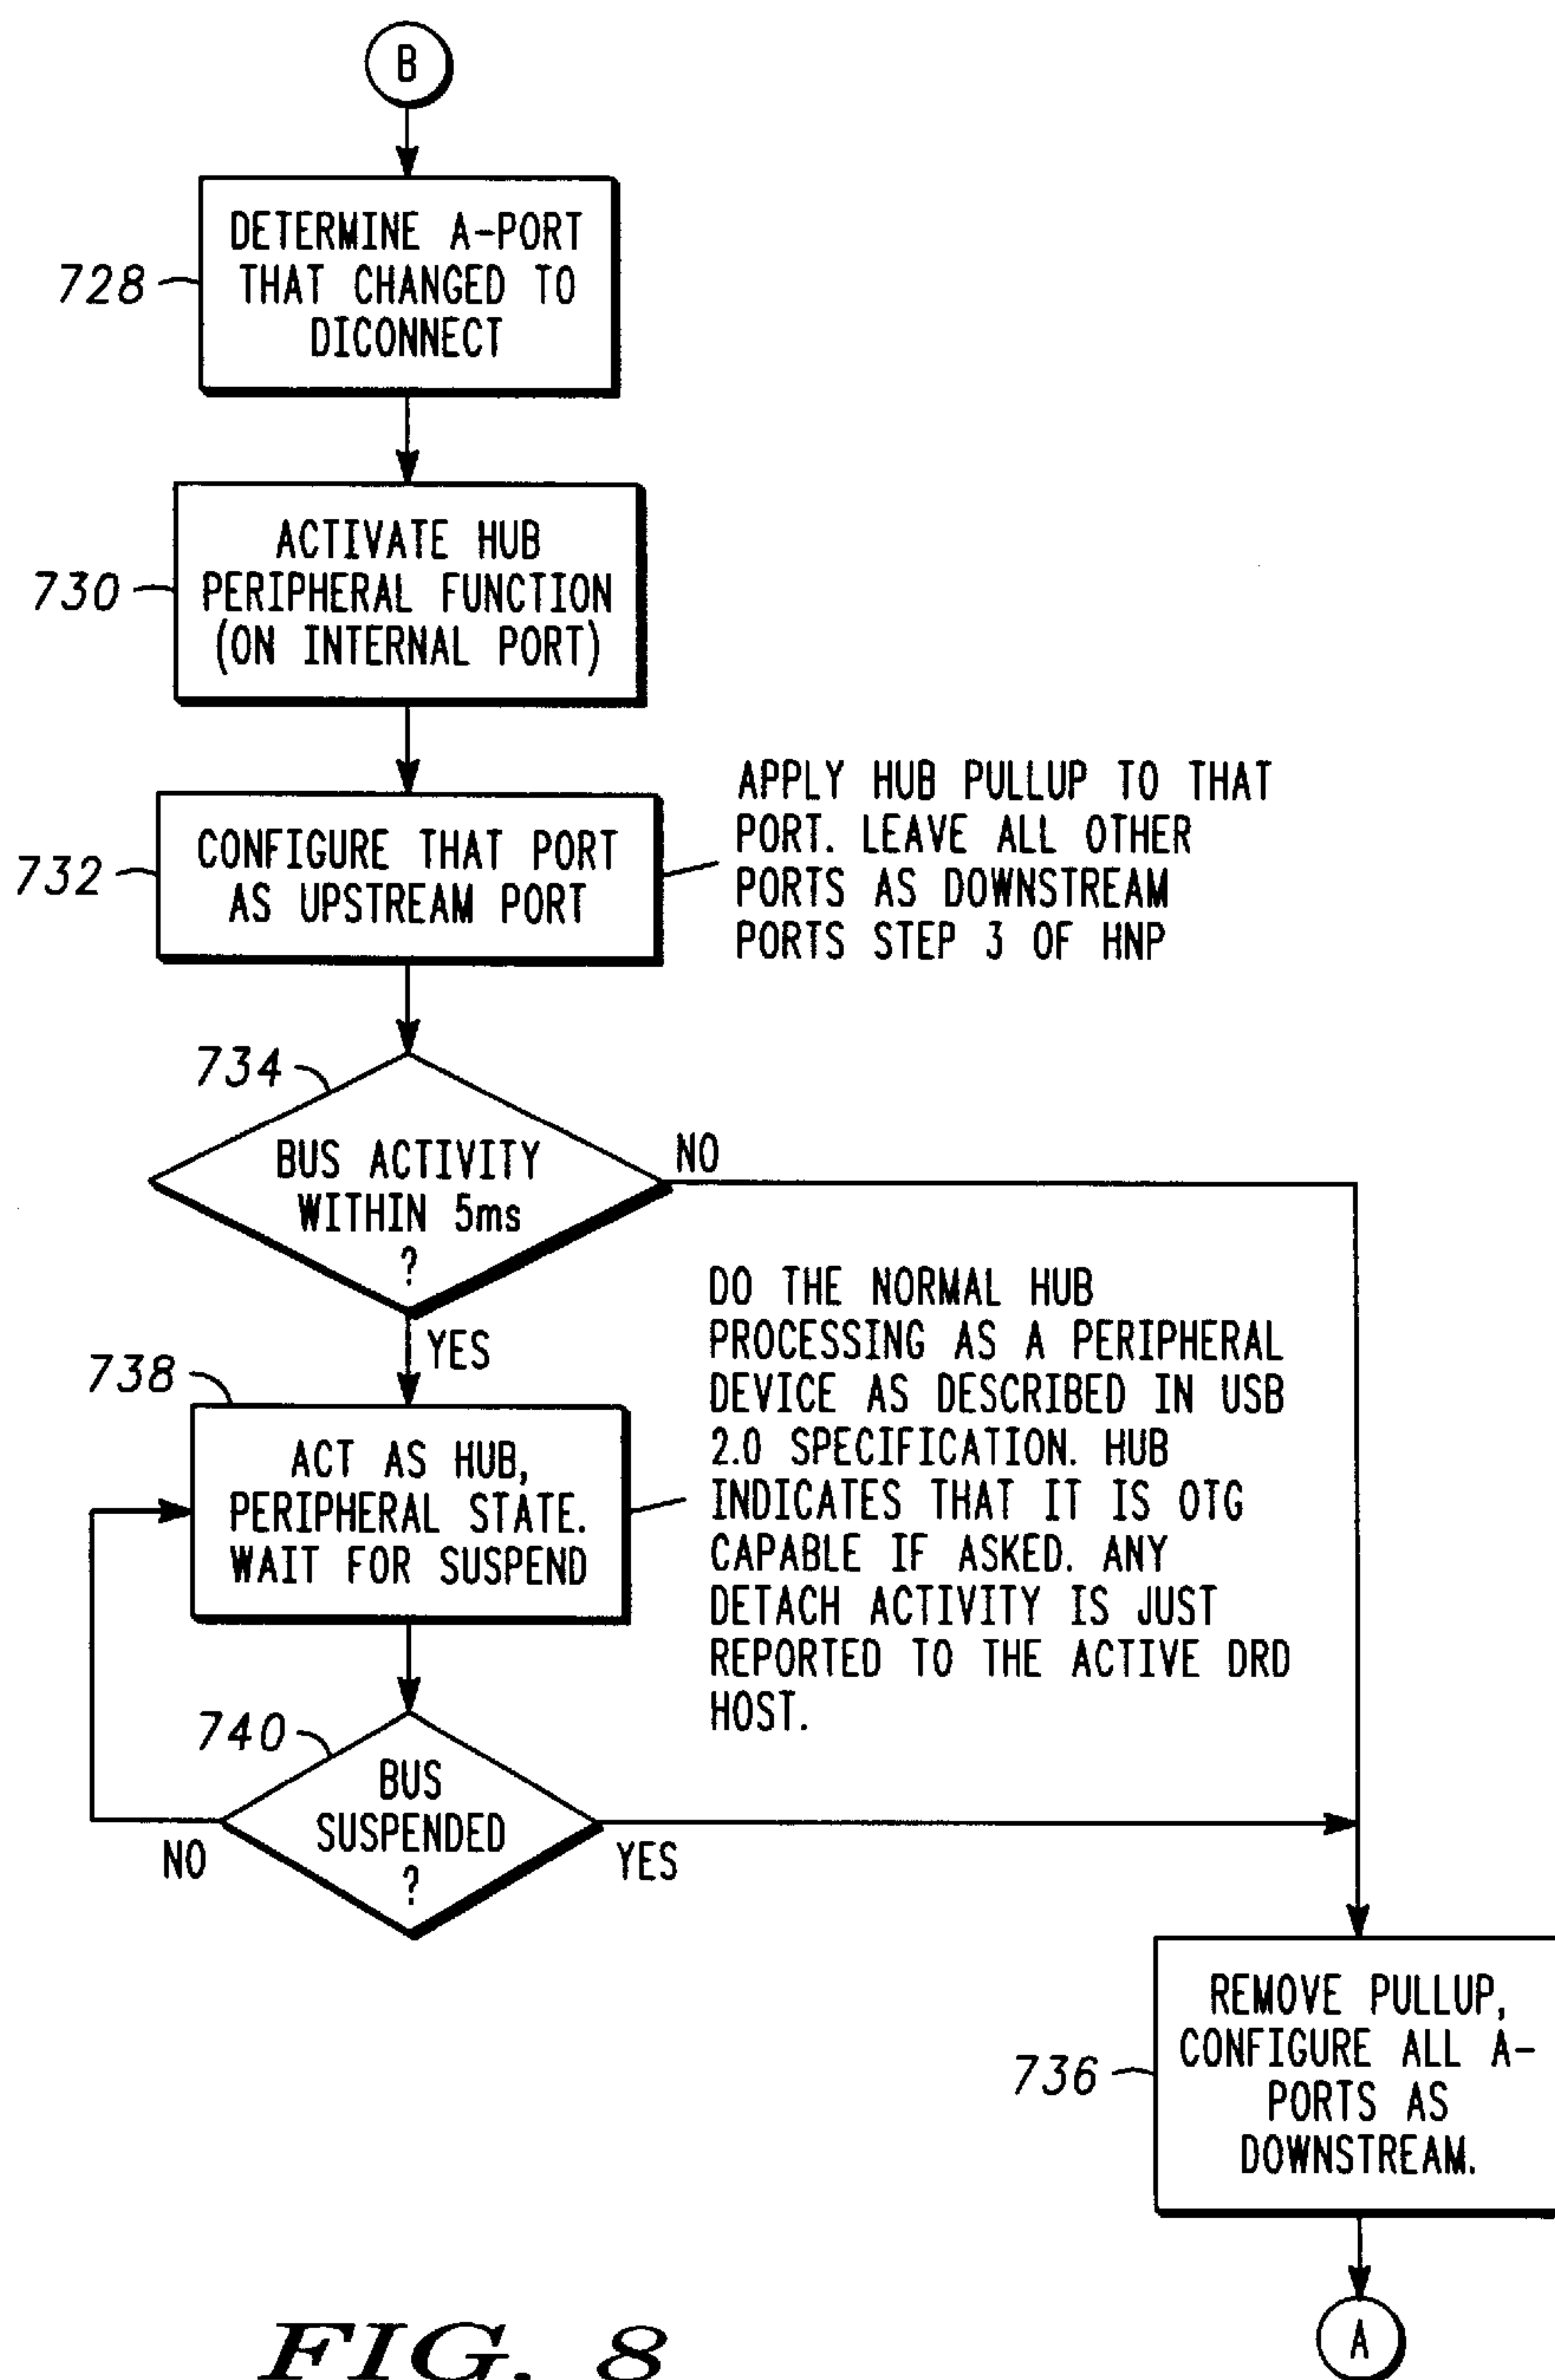 B
DETERMINE A-PORT
THAT CHANGED TO
DICONNECT
728
ACTIVATE HUB
PERIPHERAL FUNCTION
(ON INTERNAL PORT)
730
CONFIGURE THAT PORT
AS UPSTREAM PORT
732
APPLY HUB PULLUP TO THAT
PORT. LEAVE ALL OTHER
PORTS AS DOWNSTREAM
PORTS STEP 3 OF HNP
734
BUS ACTIVITY
WITHIN 5ms
?
NO
YES
738
ACT AS HUB,
PERIPHERAL STATE.
WAIT FOR SUSPEND
DO THE NORMAL HUB
PROCESSING AS A PERIPHERAL
DEVICE AS DESCRIBED IN USB
2.0 SPECIFICATION. HUB
INDICATES THAT IT IS OTG
CAPABLE IF ASKED. ANY
DETACH ACTIVITY IS JUST
REPORTED TO THE ACTIVE DRD
HOST.
740
BUS
SUSPENDED
?
NO
YES
736
REMOVE PULLUP,
CONFIGURE ALL A-
PORTS AS
DOWNSTREAM.
A
FIG. 8